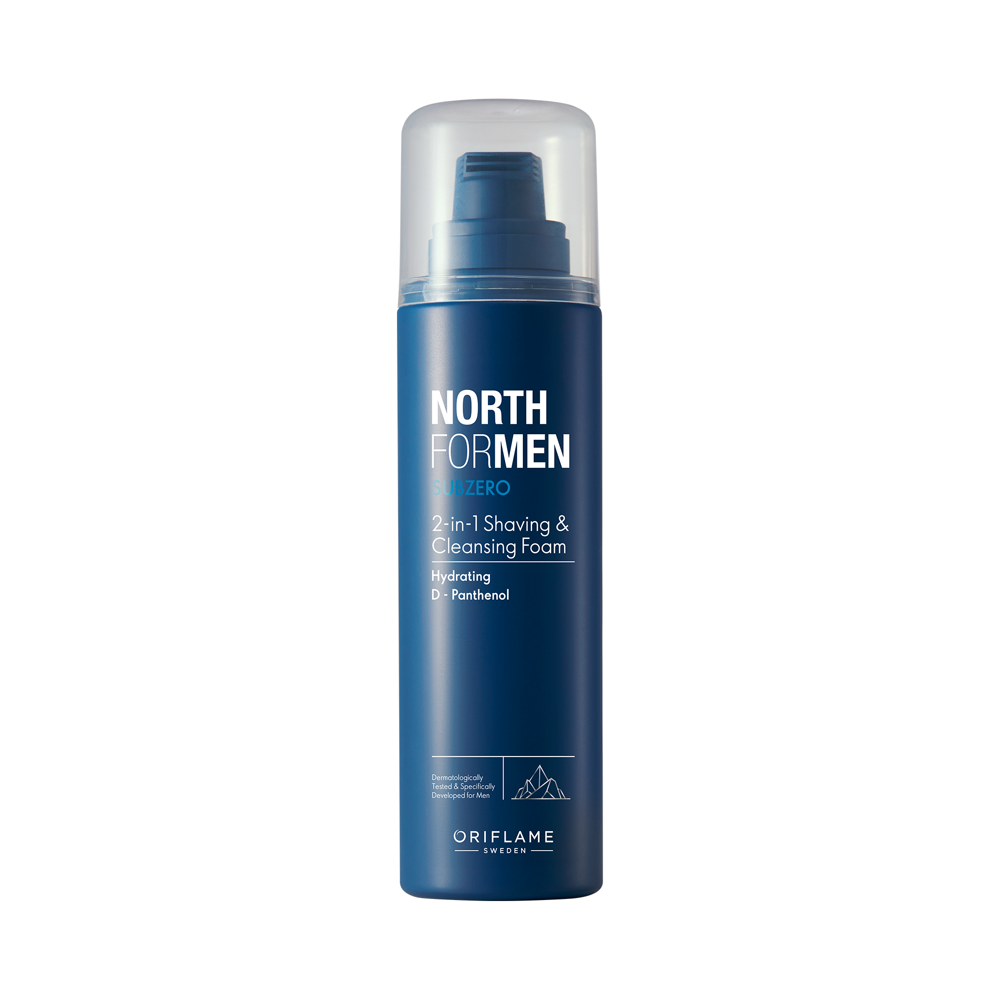 NORTH
FORMEN
SUBZERO
2-in-1 Shaving &
Cleansing Foam
Hydrating
D - Panthenol
Dermatologically
Tested & Specifically
Developed for Men
ORIFLAME
SWEDEN